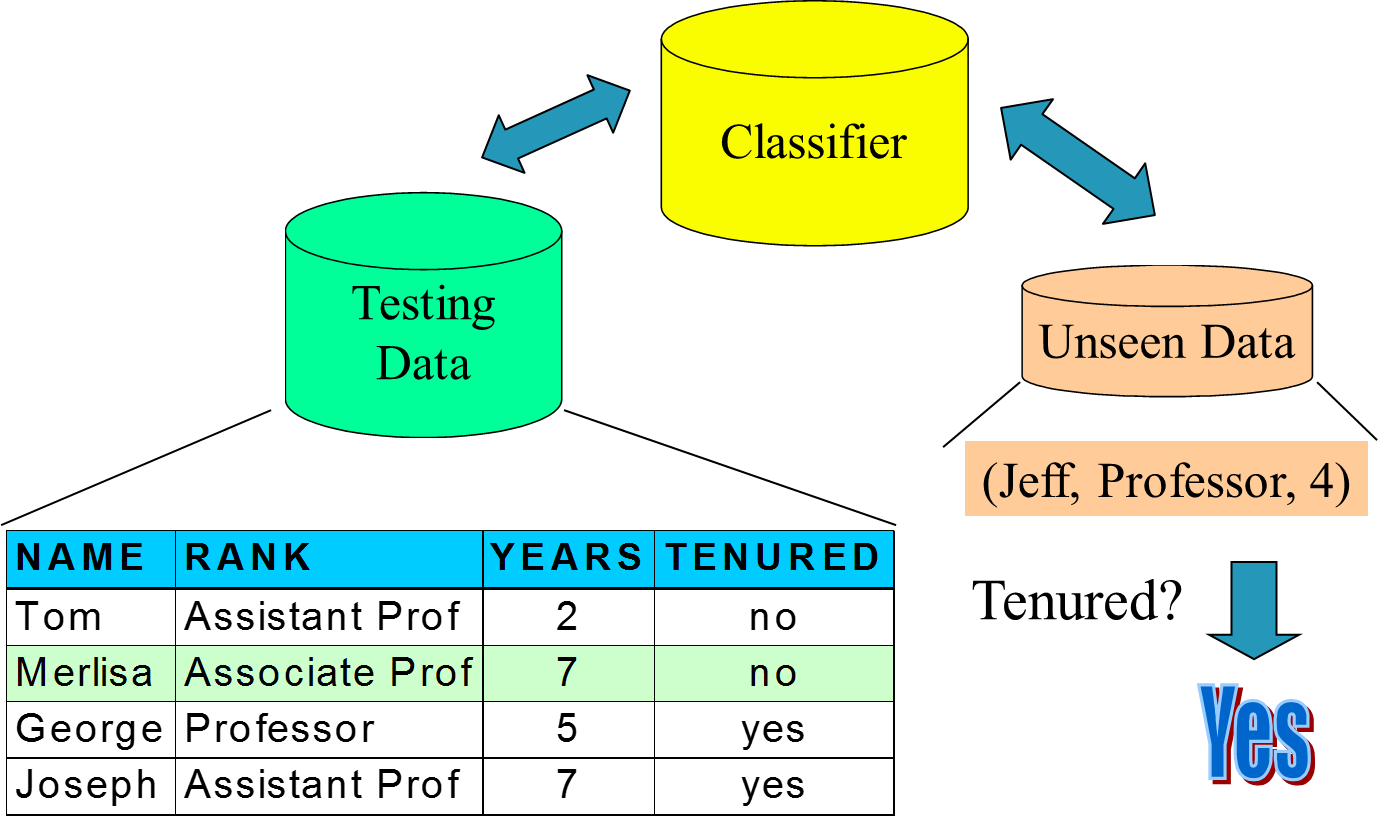 Classifier
Testing
Data
Unseen Data
(Jeff, Professor, 4)
NAME RANK YEARS TENURED
Tom Assistant Prof 2 no
Merlisa Associate Prof 7 no
George Professor 5 yes
Joseph Assistant Prof 7 yes
Tenured?
Yes